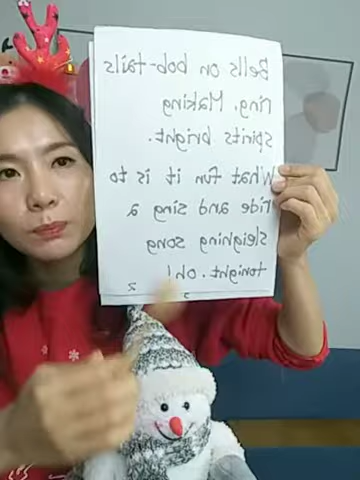 Bells on bob-tails
ring. Making
spirits bright.
What fun it is to
ride and sing a
sleighing song
tonight. oh!
2